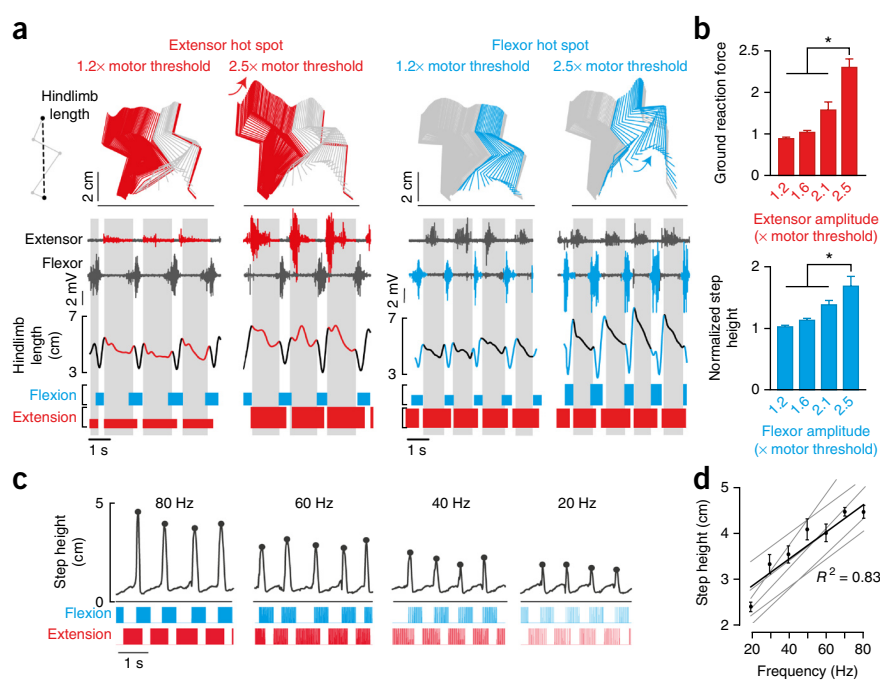 a
Extensor hot spot
1.2× motor threshold
2.5× motor threshold
Flexor hot spot
1.2× motor threshold
2.5× motor threshold
Hindlimb
length
2 cm
2 cm
2 cm
2 cm
Extensor
Flexor
2 mV
2 mV
Hindlimb
length
(cm)
7
3
7
3
Flexion
Extension
1 s
1 s
b
Ground reaction force
2.5
1
0
1.2
1.6
2.1
2.5
*
Extensor amplitude
(× motor threshold)
Normalized step
height
2
1
0
1.2
1.6
2.1
2.5
*
Flexor amplitude
(× motor threshold)
c
80 Hz
60 Hz
40 Hz
20 Hz
Step height
(cm)
5
0
Flexion
Extension
1 s
d
Step height (cm)
5
4
3
2
R² = 0.83
20
40
60
80
Frequency (Hz)